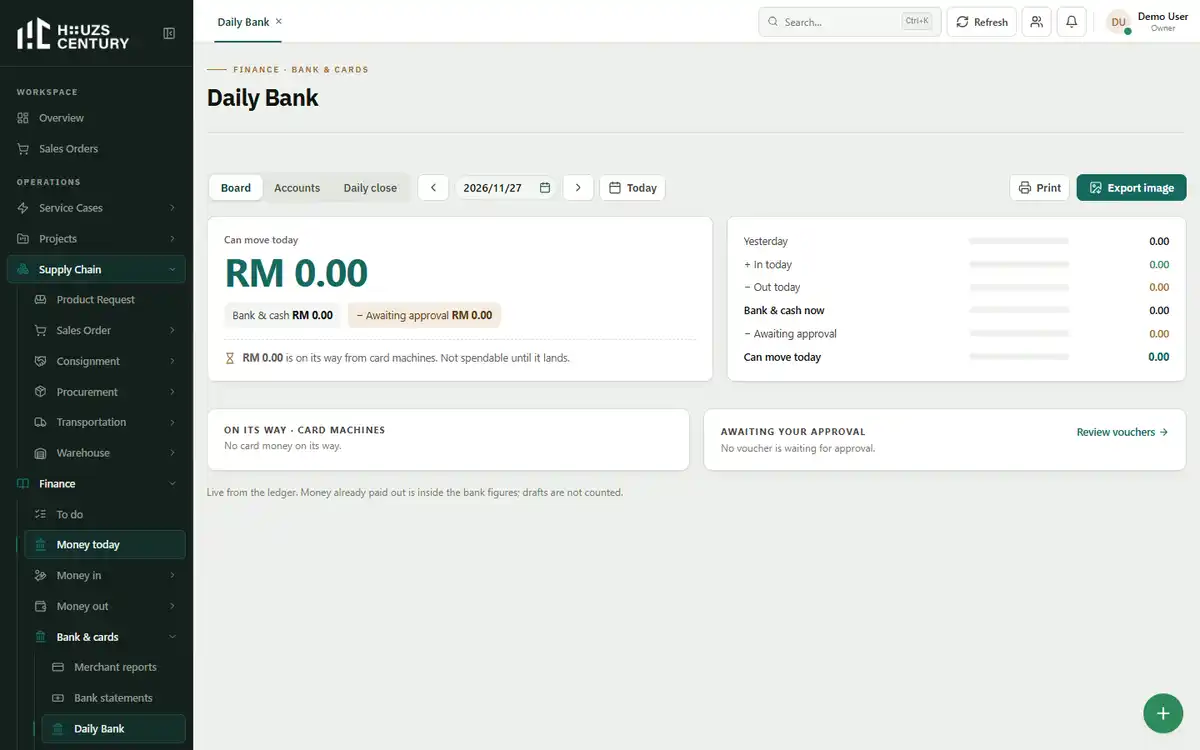 HOUZS
CENTURY
WORKSPACE
Overview
Sales Orders
OPERATIONS
Service Cases
Projects
Supply Chain
Product Request
Sales Order
Consignment
Procurement
Transportation
Warehouse
Finance
To do
Money today
Money in
Money out
Bank & cards
Merchant reports
Bank statements
Daily Bank
Daily Bank ×
Search...
Ctrl+K
Refresh
DU
Demo User
Owner
FINANCE · BANK & CARDS
Daily Bank
Board
Accounts
Daily close
2026/11/27
Today
Print
Export image
Can move today
RM 0.00
Bank & cash RM 0.00
− Awaiting approval RM 0.00
RM 0.00 is on its way from card machines. Not spendable until it lands.
Yesterday 0.00
+ In today 0.00
− Out today 0.00
Bank & cash now 0.00
− Awaiting approval 0.00
Can move today 0.00
ON ITS WAY · CARD MACHINES
No card money on its way.
AWAITING YOUR APPROVAL
Review vouchers →
No voucher is waiting for approval.
Live from the ledger. Money already paid out is inside the bank figures; drafts are not counted.